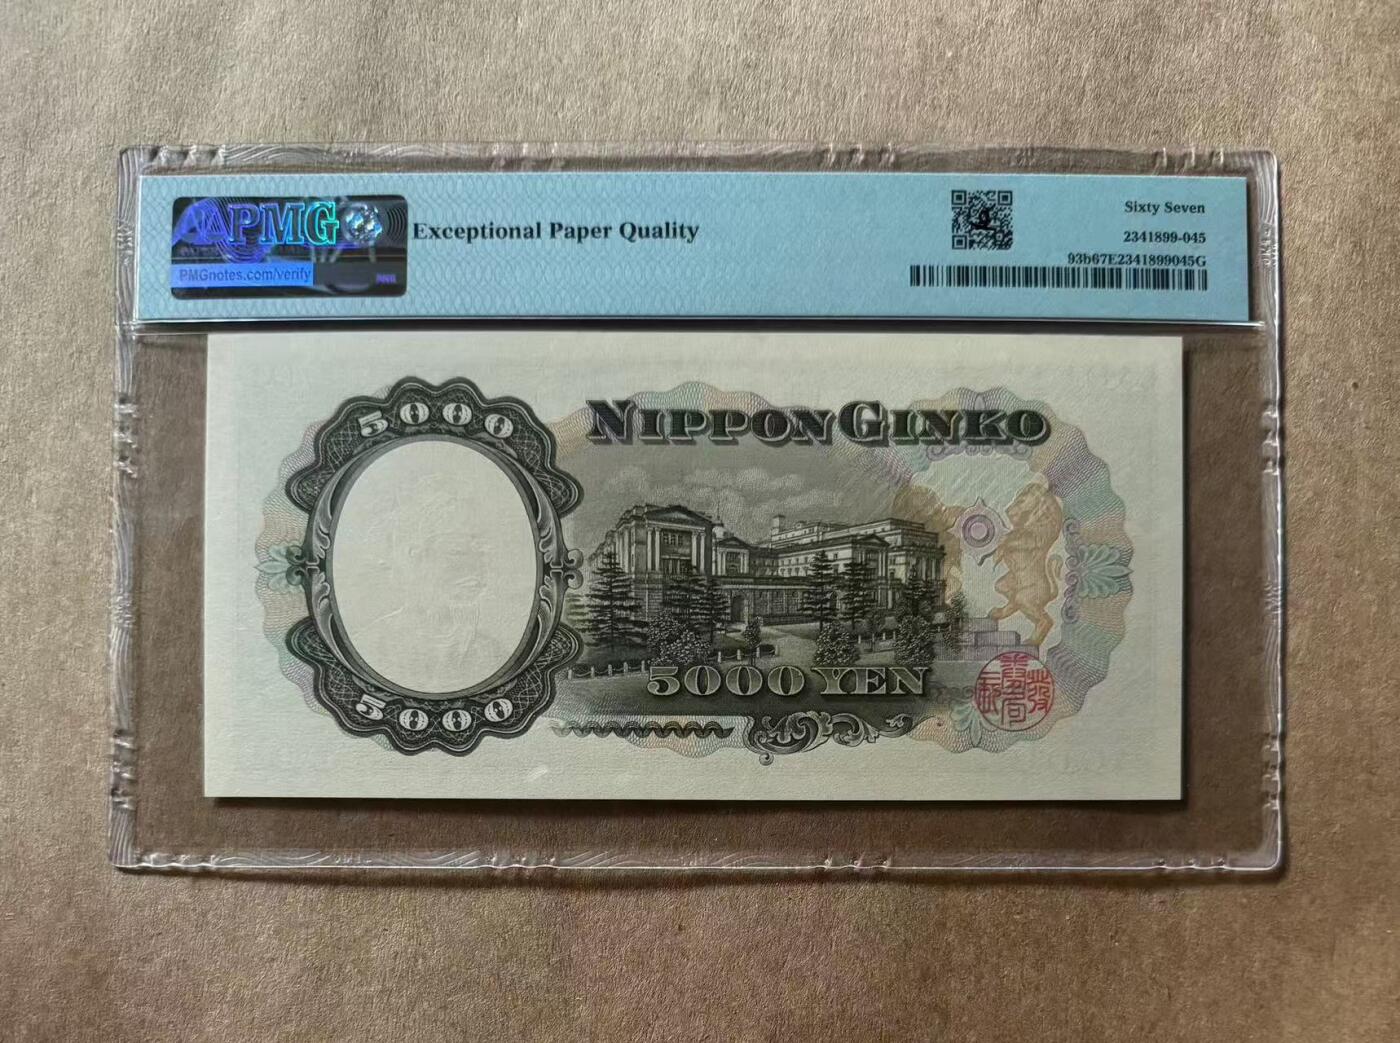 PMG
PMGnotes.com/verify
Exceptional Paper Quality
Sixty Seven
2341899-045
93b67E2341899045G
5000
NIPPON GINKO
5000 YEN
5000